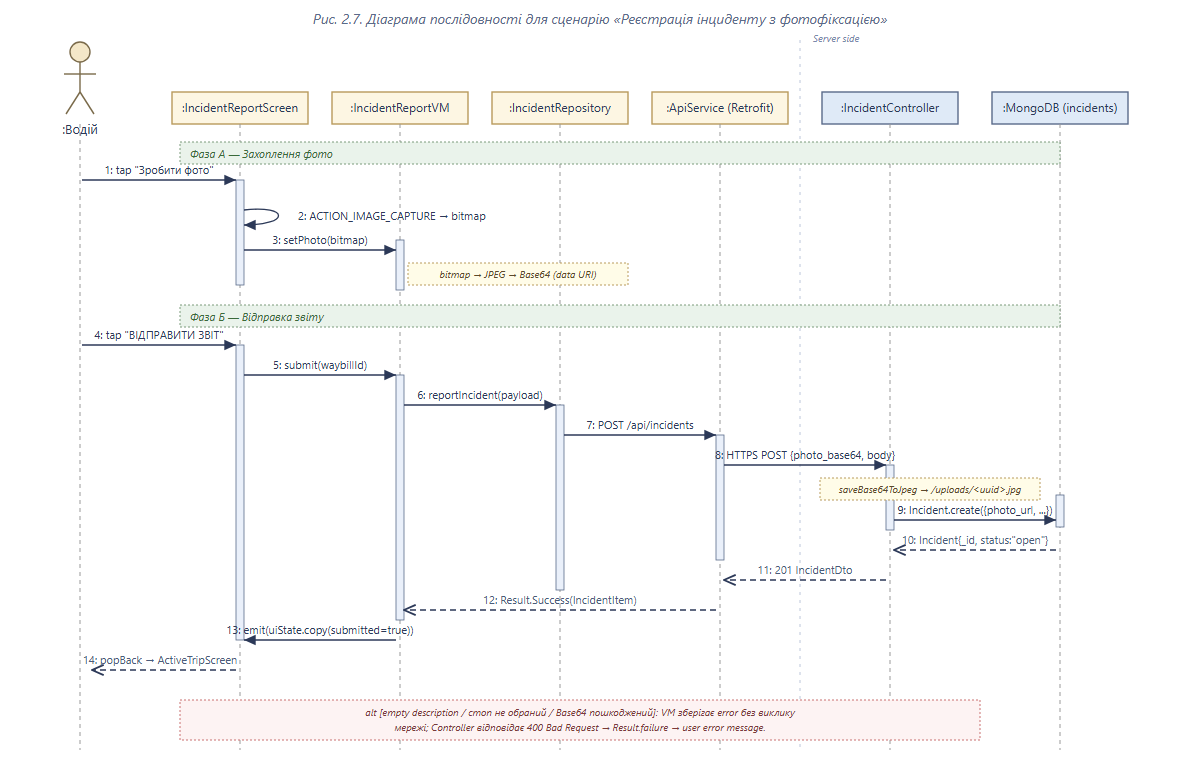 Рис. 2.7. Діаграма послідовності для сценарію «Реєстрація інциденту з фотофіксацією»
Server side
:Водій
:IncidentReportScreen
:IncidentReportVM
:IncidentRepository
:ApiService (Retrofit)
:IncidentController
:MongoDB (incidents)
Фаза А — Захоплення фото
1: tap "Зробити фото"
2: ACTION_IMAGE_CAPTURE → bitmap
3: setPhoto(bitmap)
bitmap → JPEG → Base64 (data URI)
Фаза Б — Відправка звіту
4: tap "ВІДПРАВИТИ ЗВІТ"
5: submit(waybillId)
6: reportIncident(payload)
7: POST /api/incidents
8: HTTPS POST {photo_base64, body}
saveBase64ToJpeg → /uploads/<uuid>.jpg
9: Incident.create({photo_url, ...})
10: Incident{_id, status:"open"}
11: 201 IncidentDto
12: Result.Success(IncidentItem)
13: emit(uiState.copy(submitted=true))
14: popBack → ActiveTripScreen
alt [empty description / стоп не обраний / Base64 пошкоджений]: VM зберігає error без виклику
мережі; Controller відповідає 400 Bad Request → Result.failure → user error message.